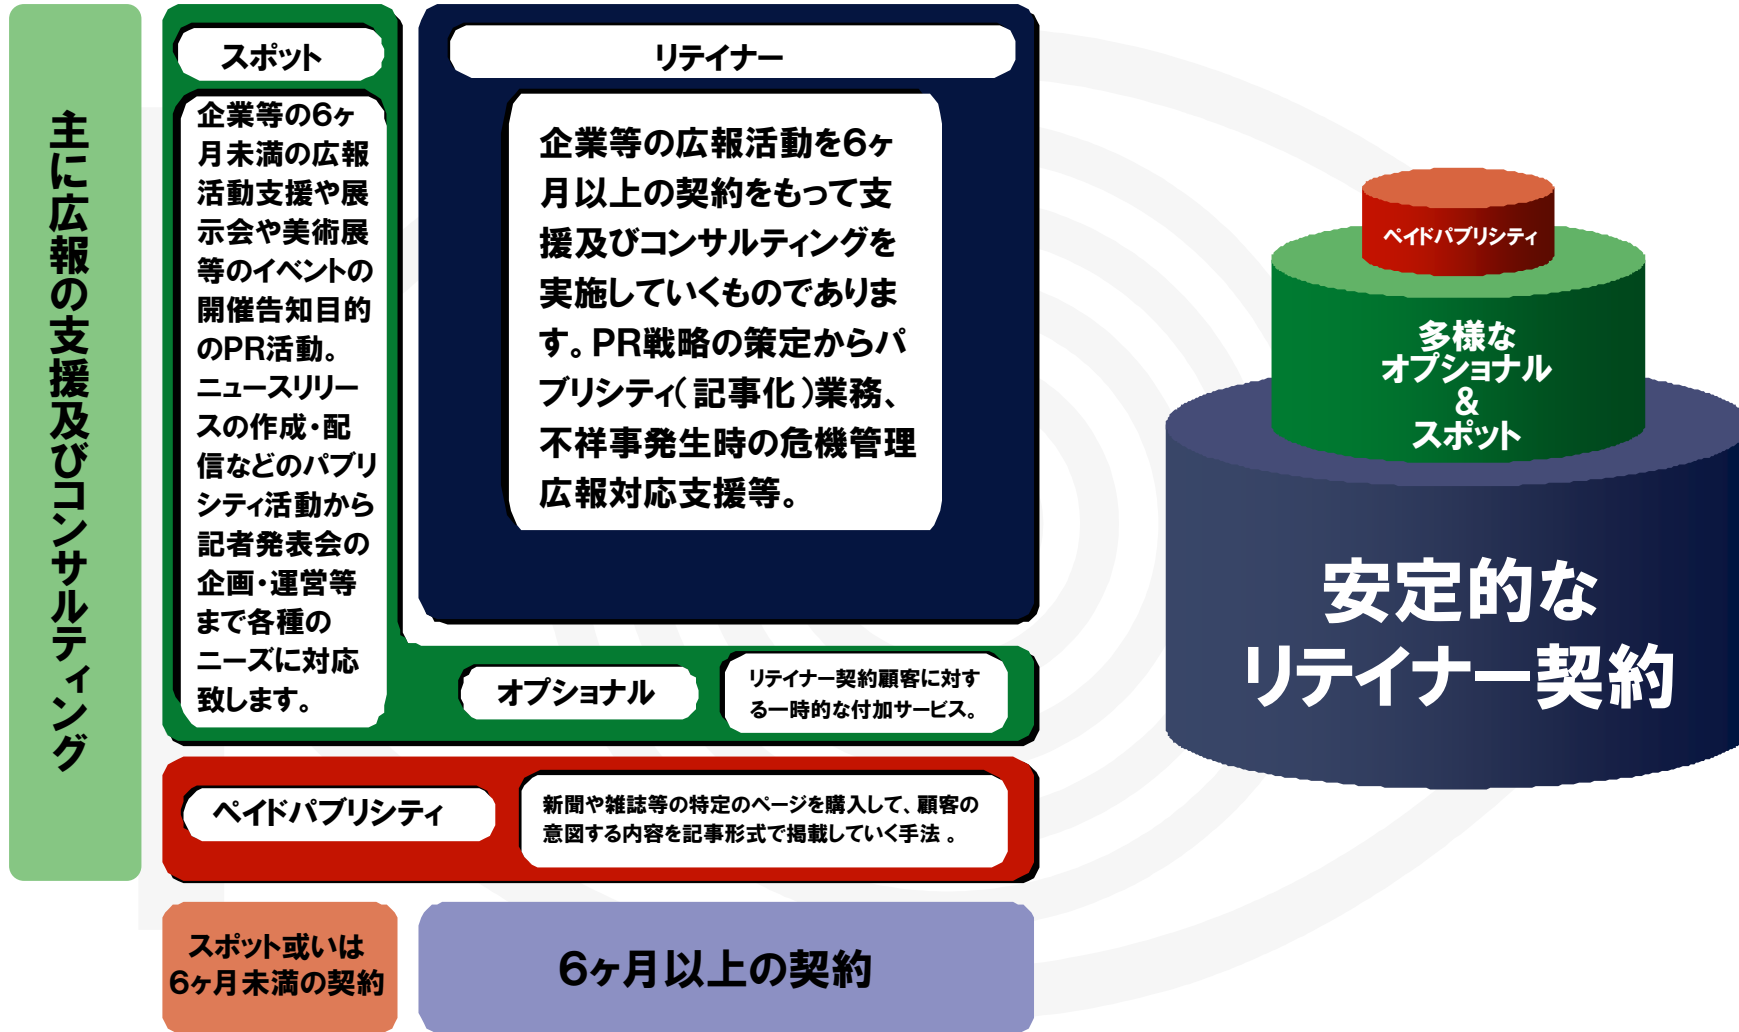 主に広報の支援及びコンサルティング
スポット
企業等の6ヶ
月未満の広報
活動支援や展
示会や美術展
等のイベントの
開催告知目的
のPR活動。
ニュースリリー
スの作成・配
信などのパブリ
シティ活動から
記者発表会の
企画・運営等
まで各種の
ニーズに対応
致します。
リテイナー
企業等の広報活動を6ヶ
月以上の契約をもって支
援及びコンサルティングを
実施していくものでありま
す。PR戦略の策定からパ
ブリシティ(記事化)業務、
不祥事発生時の危機管理
広報対応支援等。
オプショナル
リテイナー契約顧客に対す
る一時的な付加サービス。
ペイドパブリシティ
新聞や雑誌等の特定のページを購入して、顧客の
意図する内容を記事形式で掲載していく手法。
スポット或いは
6ヶ月未満の契約
6ヶ月以上の契約
ペイドパブリシティ
多様な
オプショナル
&
スポット
安定的な
リテイナー契約